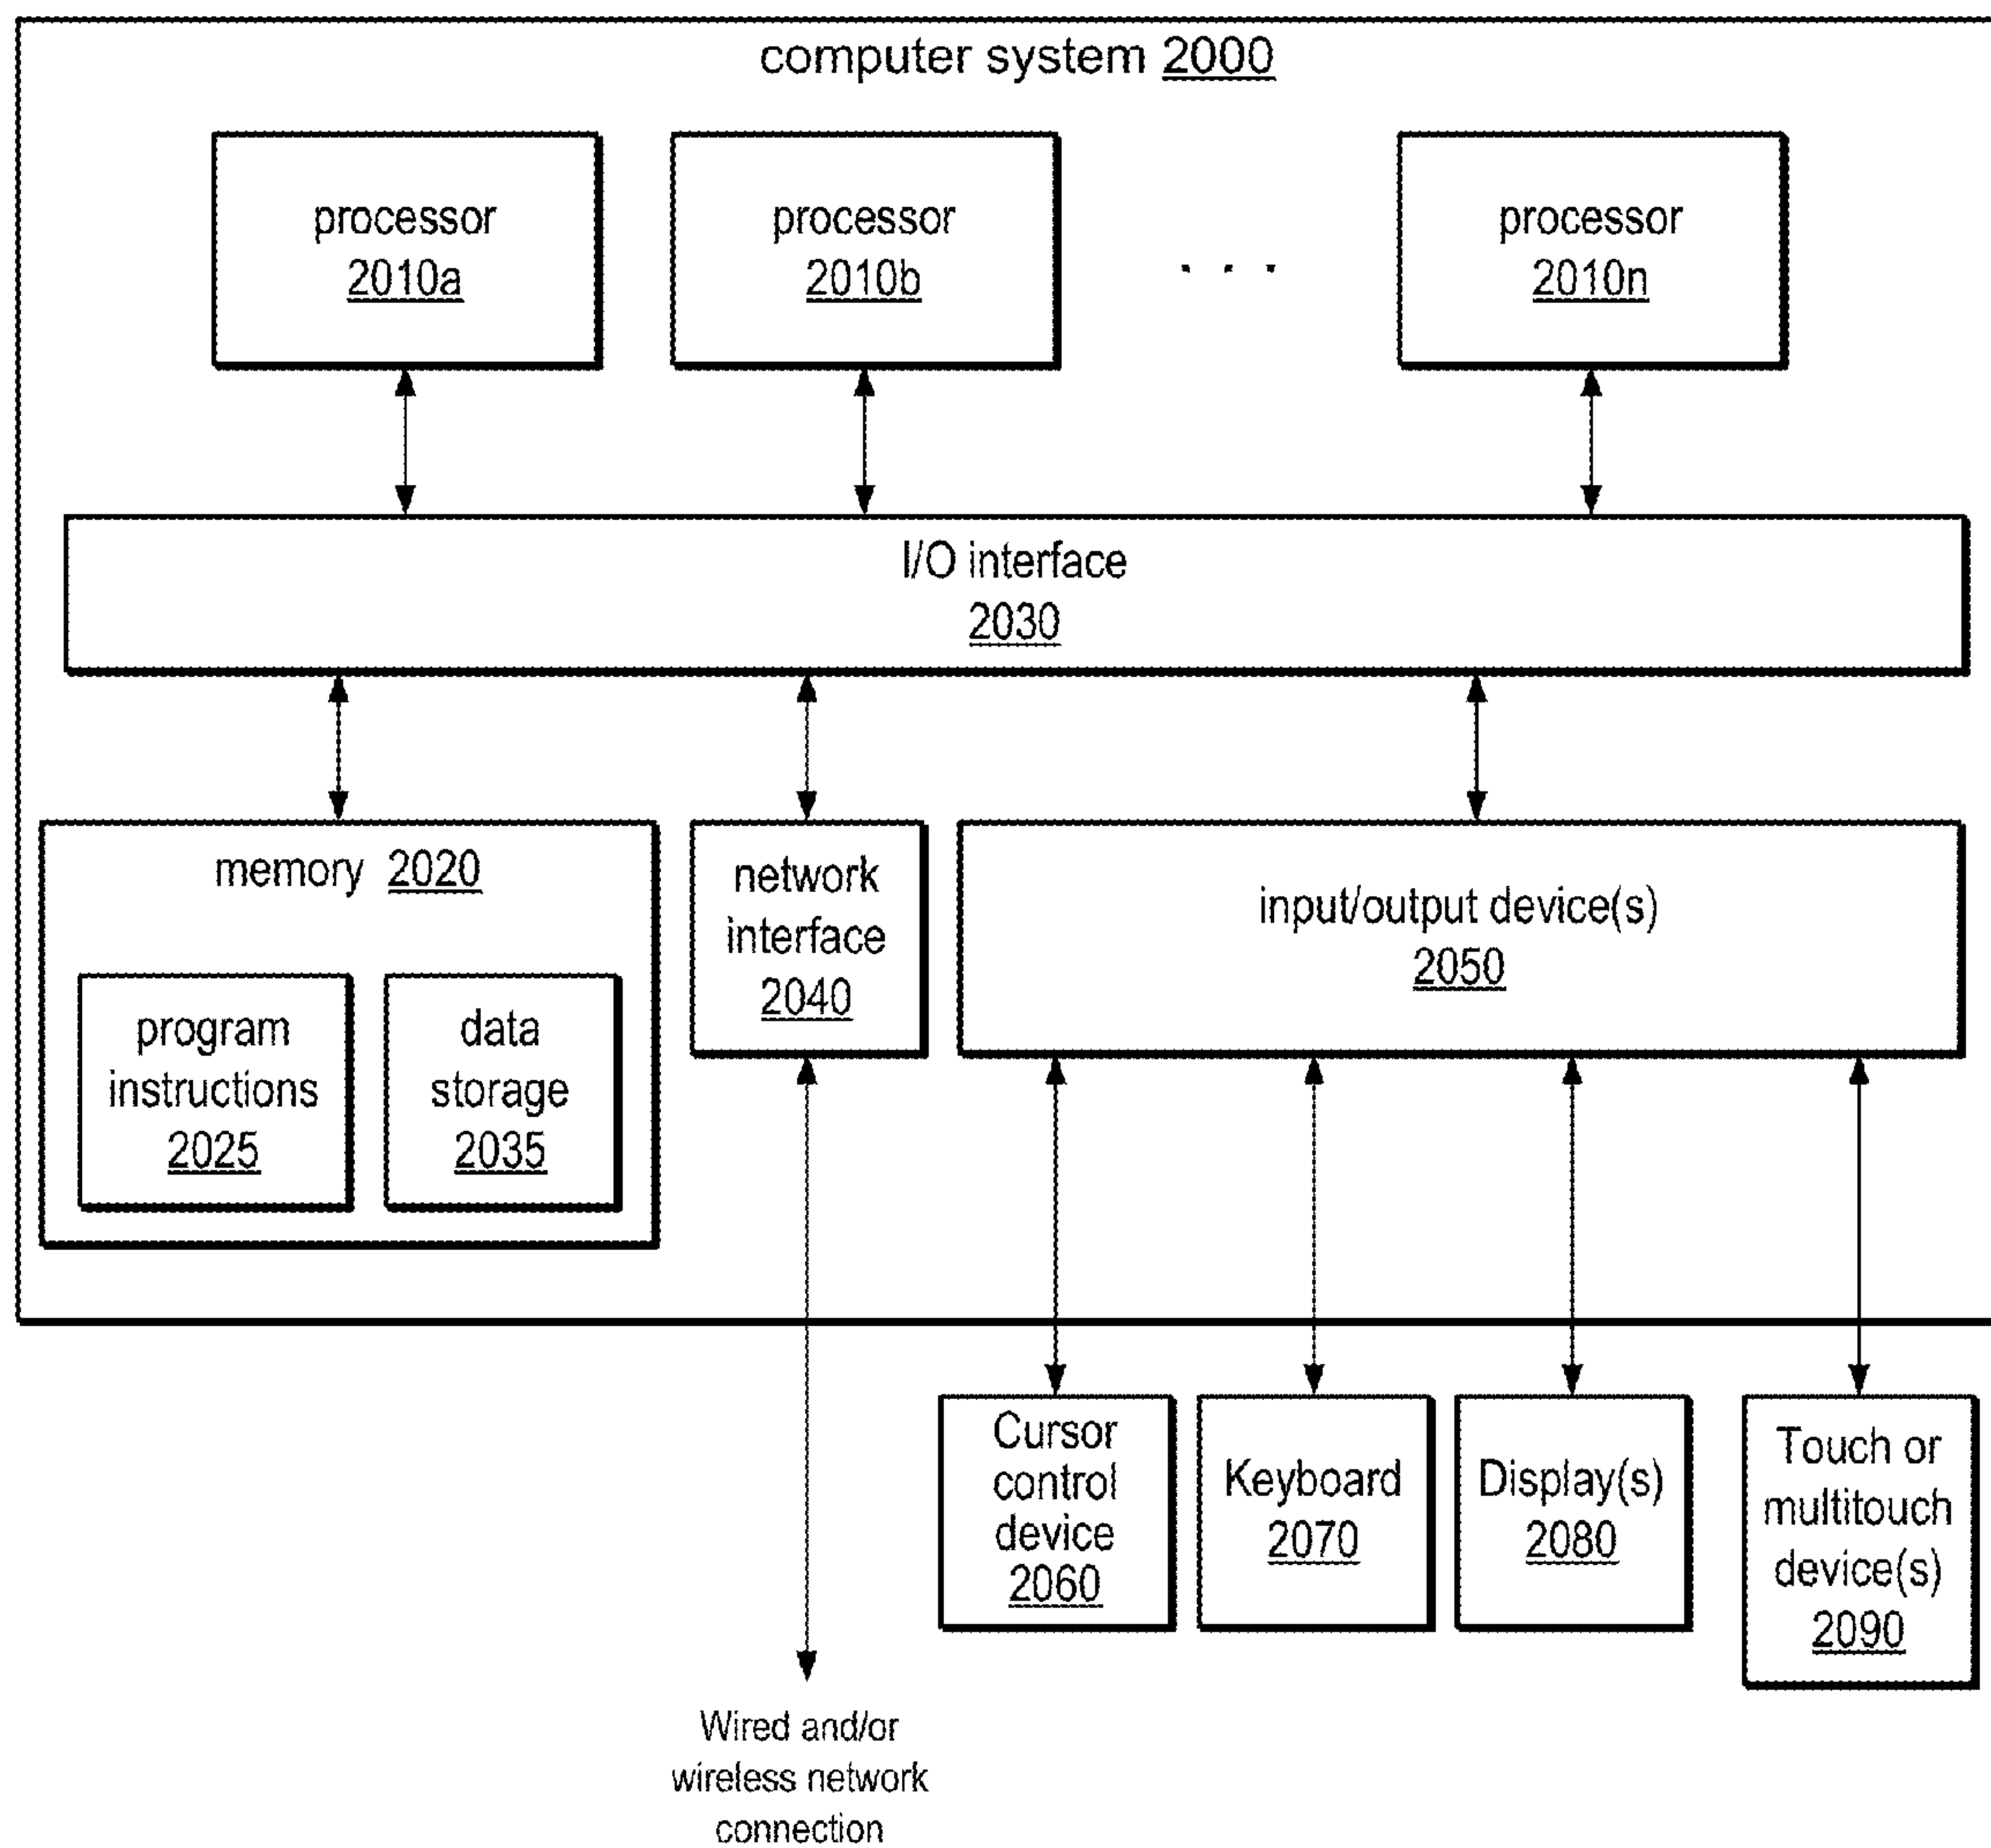 computer system 2000
processor
2010a
processor
2010b
. . .
processor
2010n
I/O interface
2030
memory 2020
program
instructions
2025
data
storage
2035
network
interface
2040
input/output device(s)
2050
Cursor
control
device
2060
Keyboard
2070
Display(s)
2080
Touch or
multitouch
device(s)
2090
Wired and/or
wireless network
connection